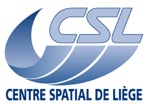 CSL
CENTRE SPATIAL DE LIÈGE